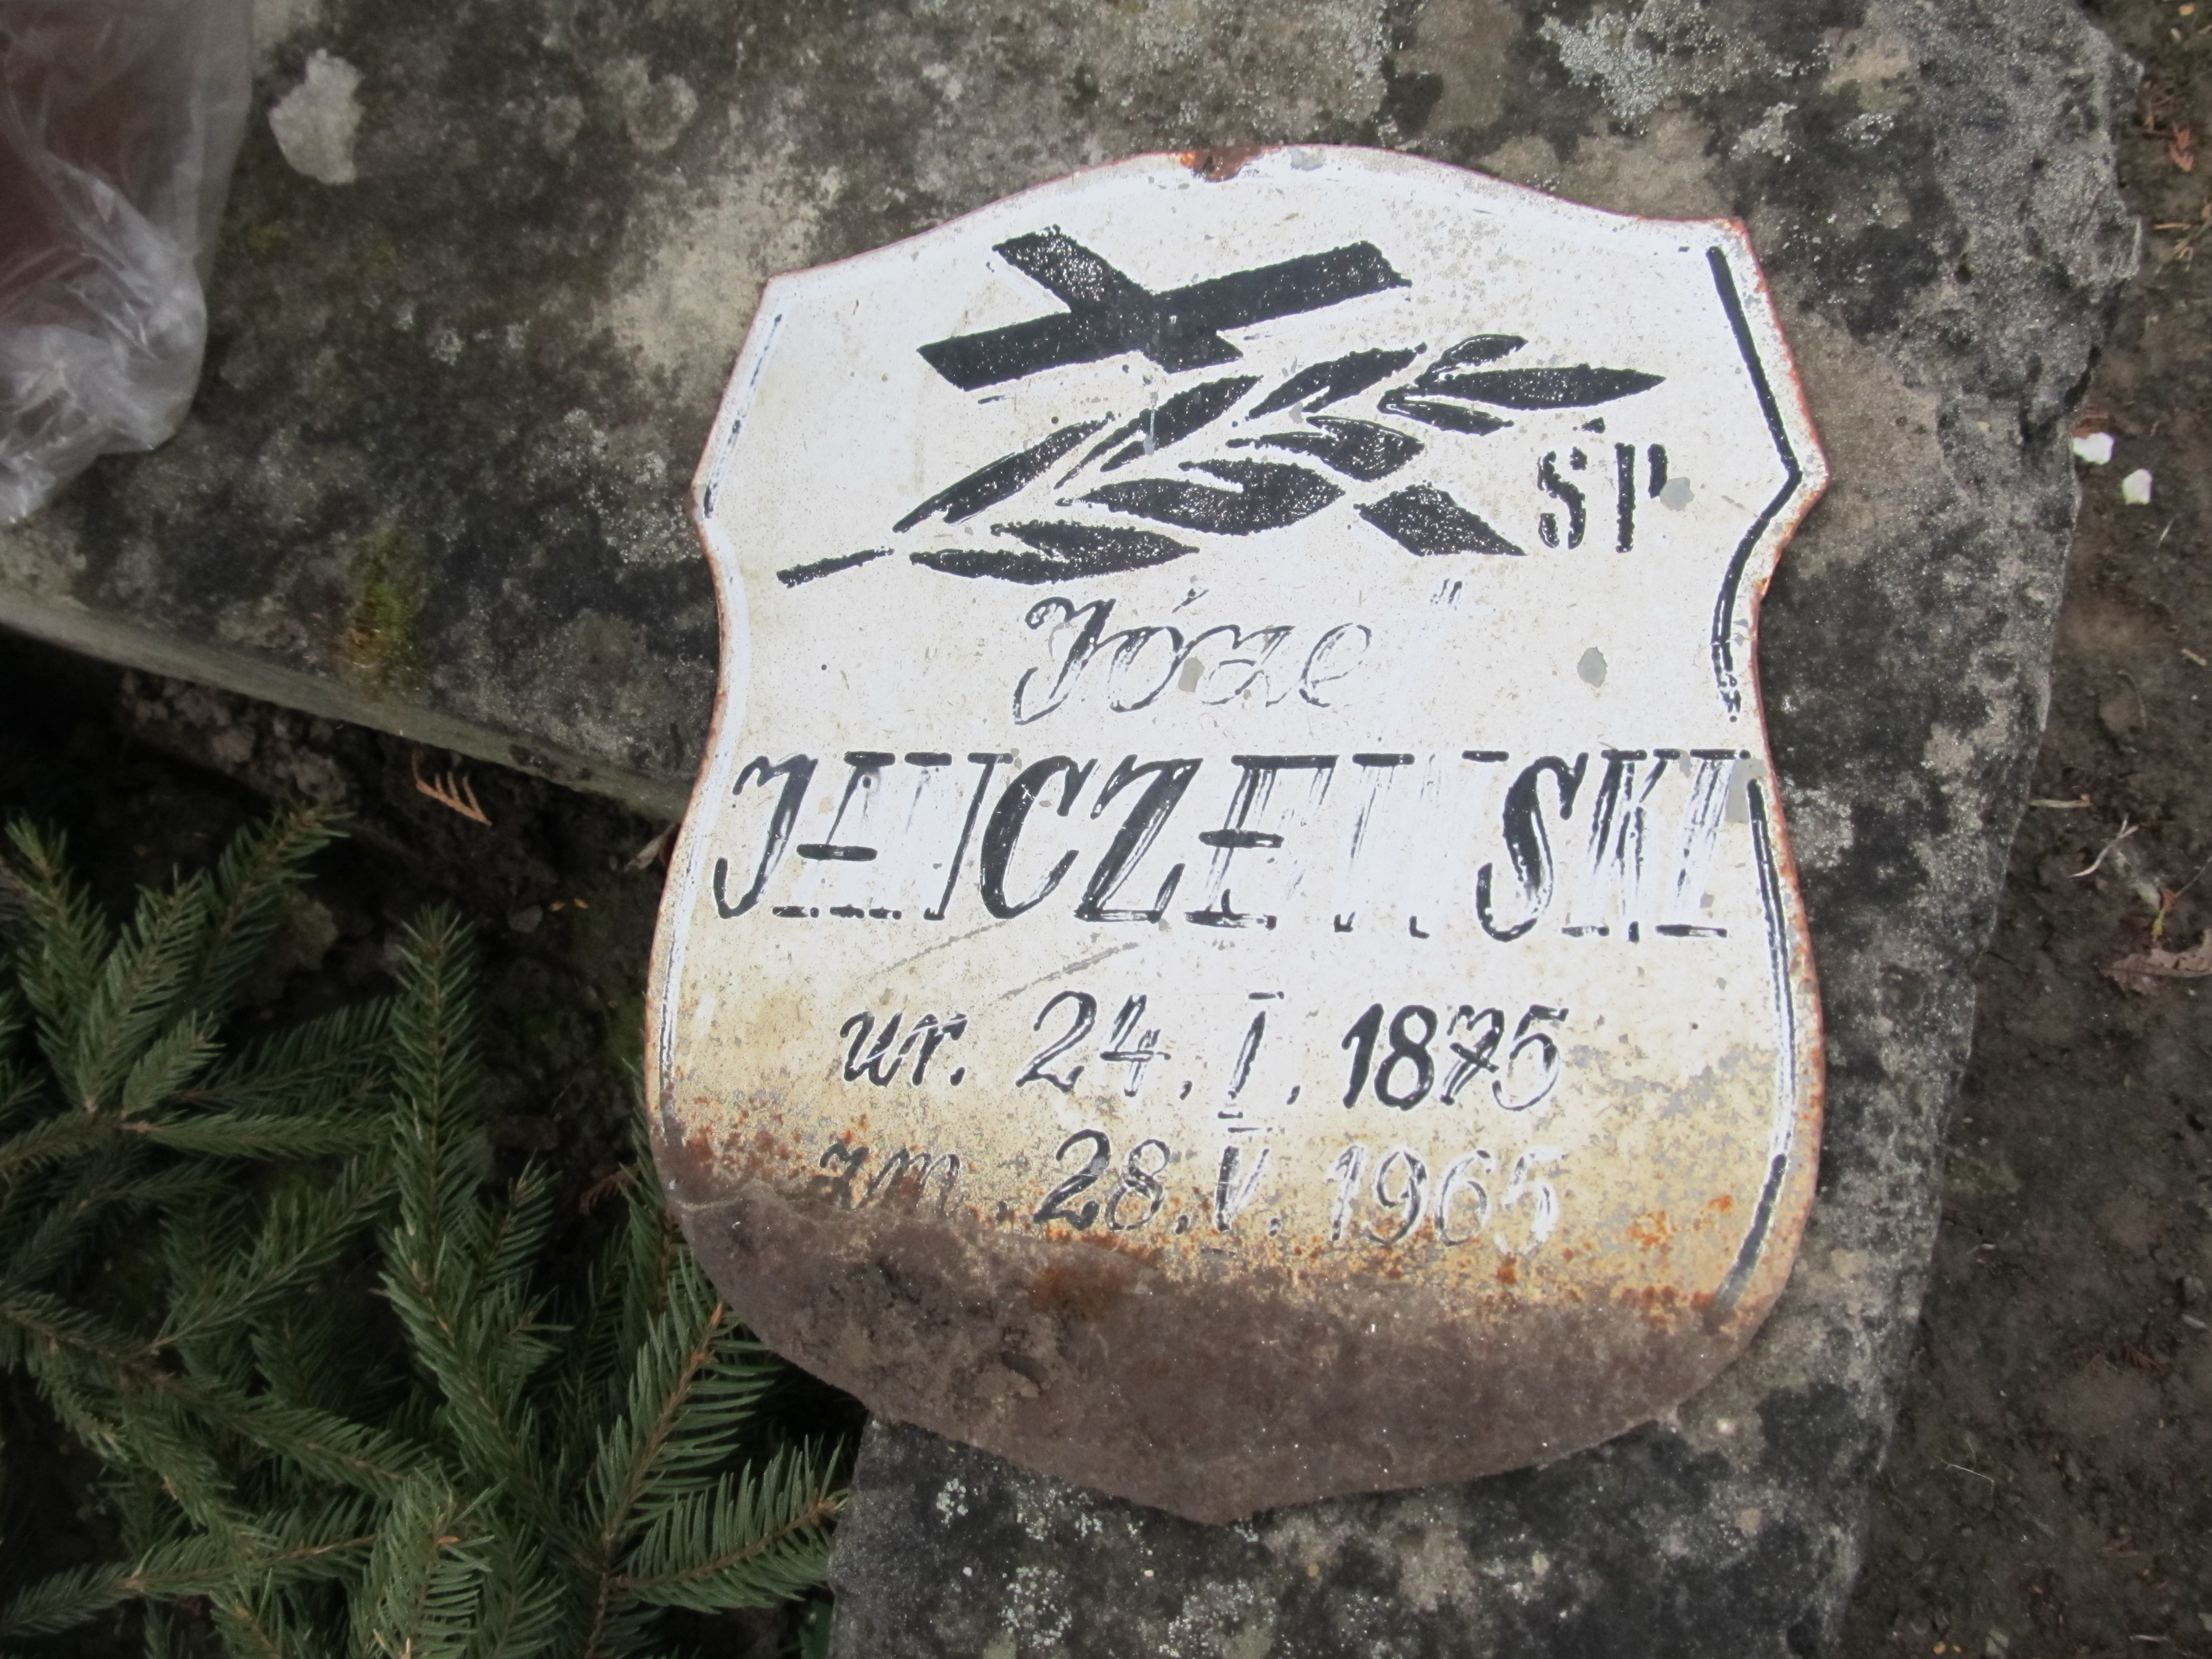 ŚP
Józef
JANCZEWSKI
ur. 24. I. 1875
zm. 28. V. 1965